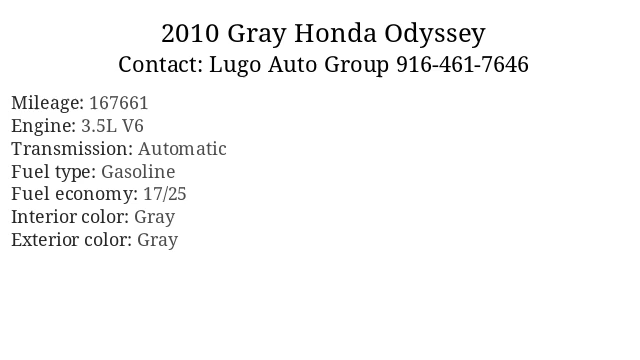 2010 Gray Honda Odyssey
Contact: Lugo Auto Group 916-461-7646
Mileage: 167661
Engine: 3.5L V6
Transmission: Automatic
Fuel type: Gasoline
Fuel economy: 17/25
Interior color: Gray
Exterior color: Gray